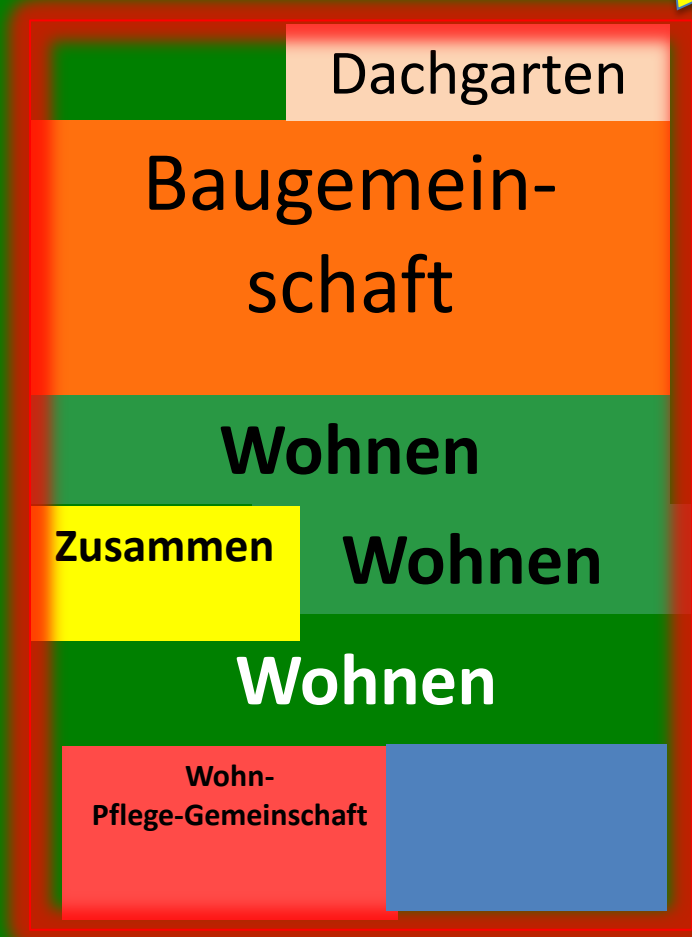 Dachgarten
Baugemein-
schaft
Wohnen
Zusammen
Wohnen
Wohnen
Wohn-
Pflege-Gemeinschaft